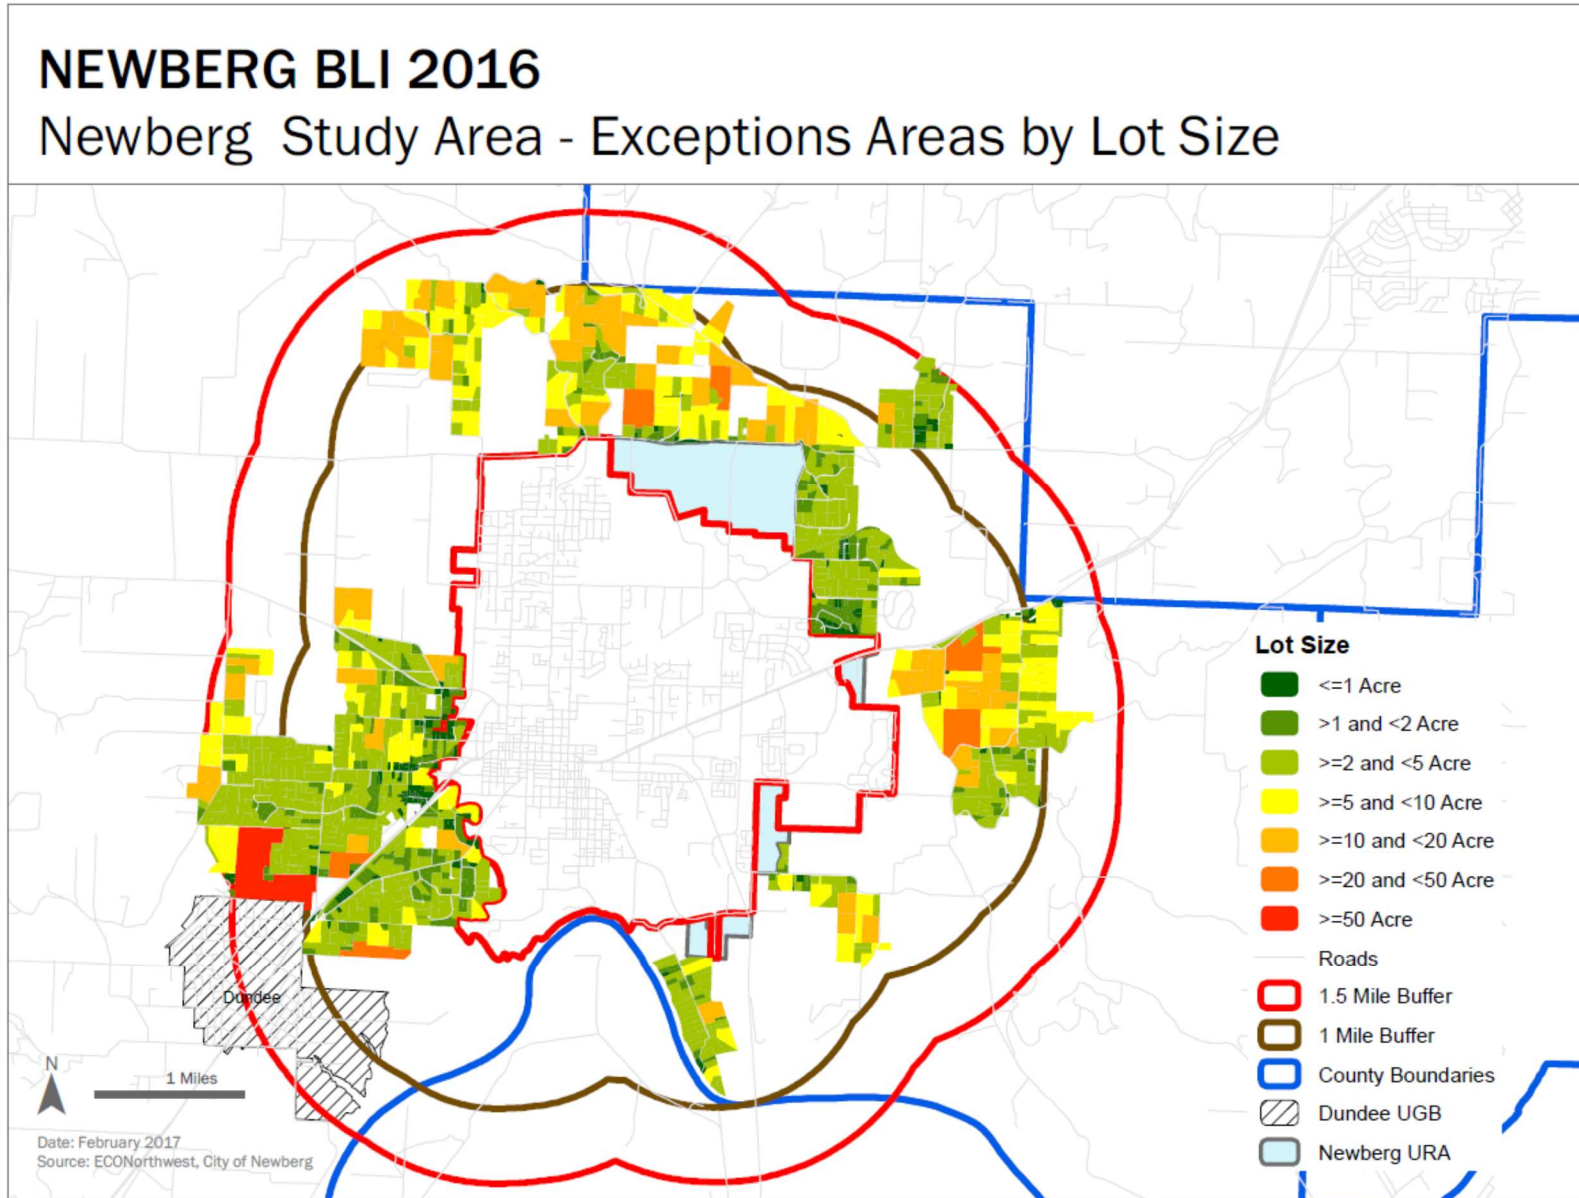 NEWBERG BLI 2016
Newberg Study Area - Exceptions Areas by Lot Size
Lot Size
<=1 Acre
>1 and <2 Acre
>=2 and <5 Acre
>=5 and <10 Acre
>=10 and <20 Acre
>=20 and <50 Acre
>=50 Acre
Roads
1.5 Mile Buffer
1 Mile Buffer
County Boundaries
Dundee UGB
Newberg URA
Dundee
N
1 Miles
Date: February 2017
Source: ECONorthwest, City of Newberg